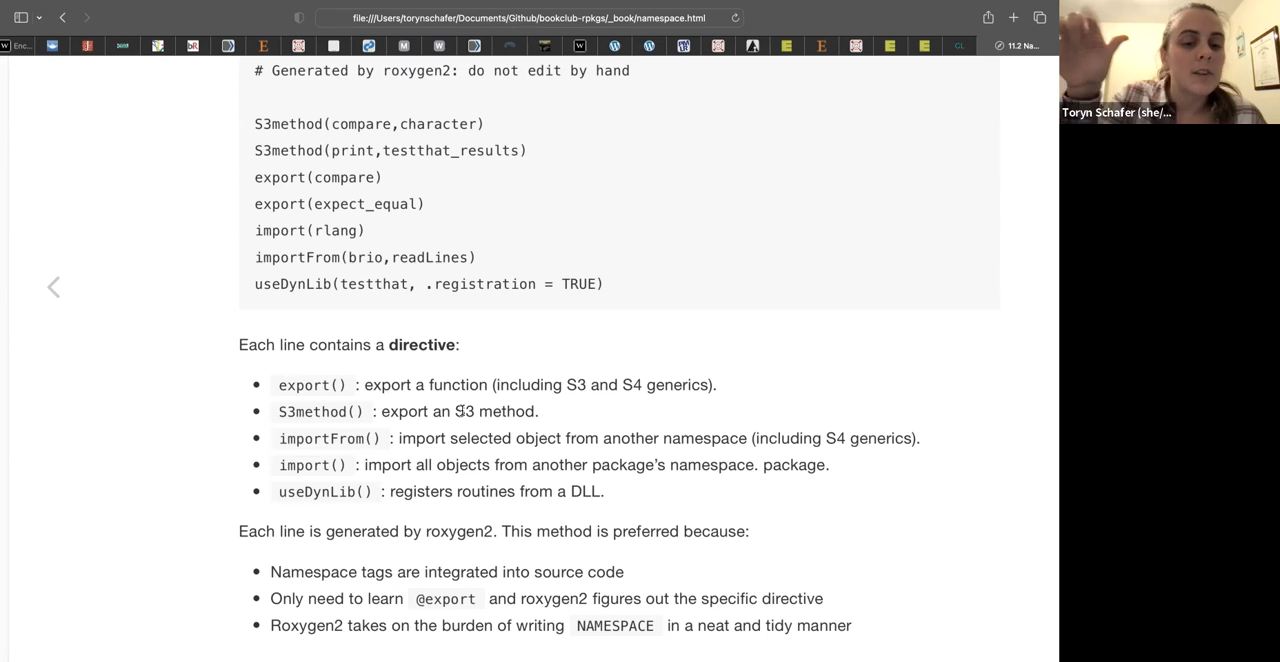 file:///Users/torynschafer/Documents/Github/bookclub-rpkgs/_book/namespace.html
W Enc... bR E M W W E E GL 11.2 Na...
# Generated by roxygen2: do not edit by hand
S3method(compare,character)
S3method(print,testthat_results)
export(compare)
export(expect_equal)
import(rlang)
importFrom(brio,readLines)
useDynLib(testthat, .registration = TRUE)
Each line contains a directive:
• export() : export a function (including S3 and S4 generics).
• S3method() : export an S3 method.
• importFrom() : import selected object from another namespace (including S4 generics).
• import() : import all objects from another package’s namespace. package.
• useDynLib() : registers routines from a DLL.
Each line is generated by roxygen2. This method is preferred because:
• Namespace tags are integrated into source code
• Only need to learn @export and roxygen2 figures out the specific directive
• Roxygen2 takes on the burden of writing NAMESPACE in a neat and tidy manner
Toryn Schafer (she/...